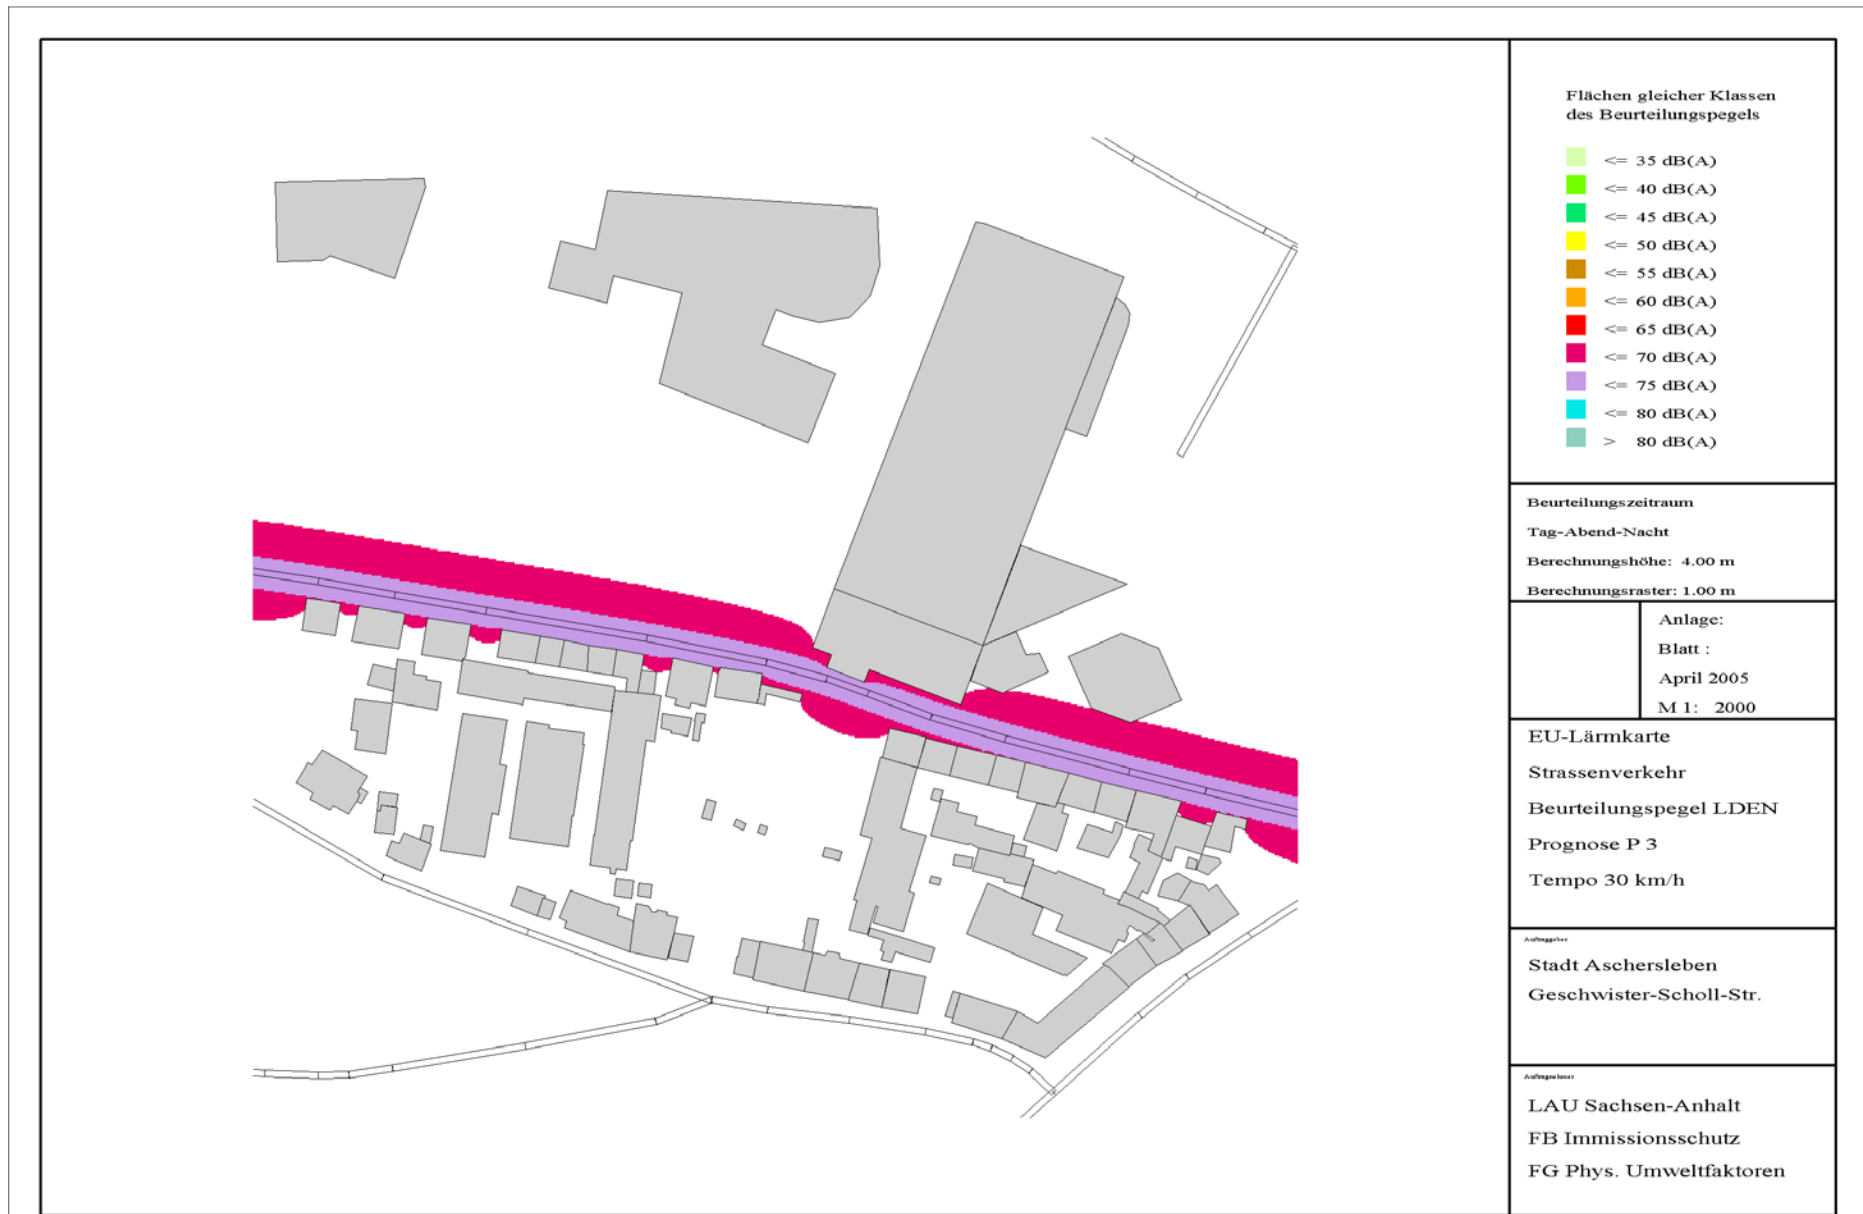 Flächen gleicher Klassen
des Beurteilungspegels
<= 35 dB(A)
<= 40 dB(A)
<= 45 dB(A)
<= 50 dB(A)
<= 55 dB(A)
<= 60 dB(A)
<= 65 dB(A)
<= 70 dB(A)
<= 75 dB(A)
<= 80 dB(A)
> 80 dB(A)
Beurteilungszeitraum
Tag-Abend-Nacht
Berechnungshöhe: 4.00 m
Berechnungsraster: 1.00 m
Anlage:
Blatt :
April 2005
M 1: 2000
EU-Lärmkarte
Strassenverkehr
Beurteilungspegel LDEN
Prognose P 3
Tempo 30 km/h
Auftraggeber
Stadt Aschersleben
Geschwister-Scholl-Str.
Auftragnehmer
LAU Sachsen-Anhalt
FB Immissionsschutz
FG Phys. Umweltfaktoren